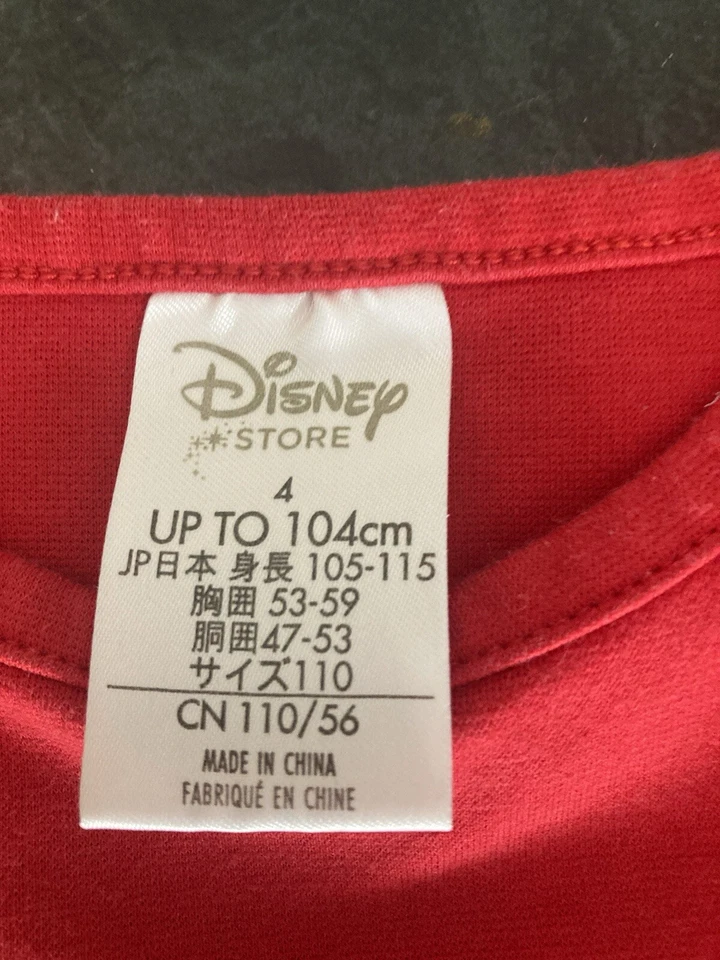 Disney
STORE
4
UP TO 104cm
JP日本 身長 105-115
胸囲 53-59
胴囲47-53
サイズ110
CN 110/56
MADE IN CHINA
FABRIQUÉ EN CHINE